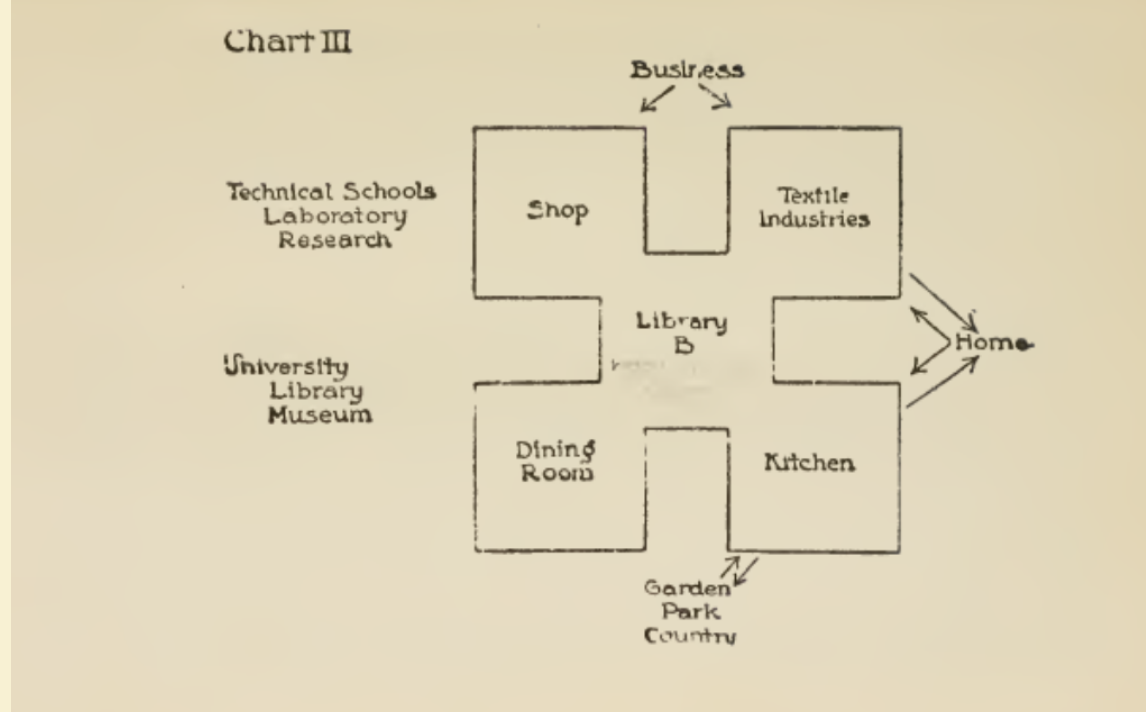 Chart III
Business
Technical Schools
Laboratory
Research
Shop
Textile
Industries
Library
B
Home
University
Library
Museum
Dining
Room
Kitchen
Garden
Park
Country